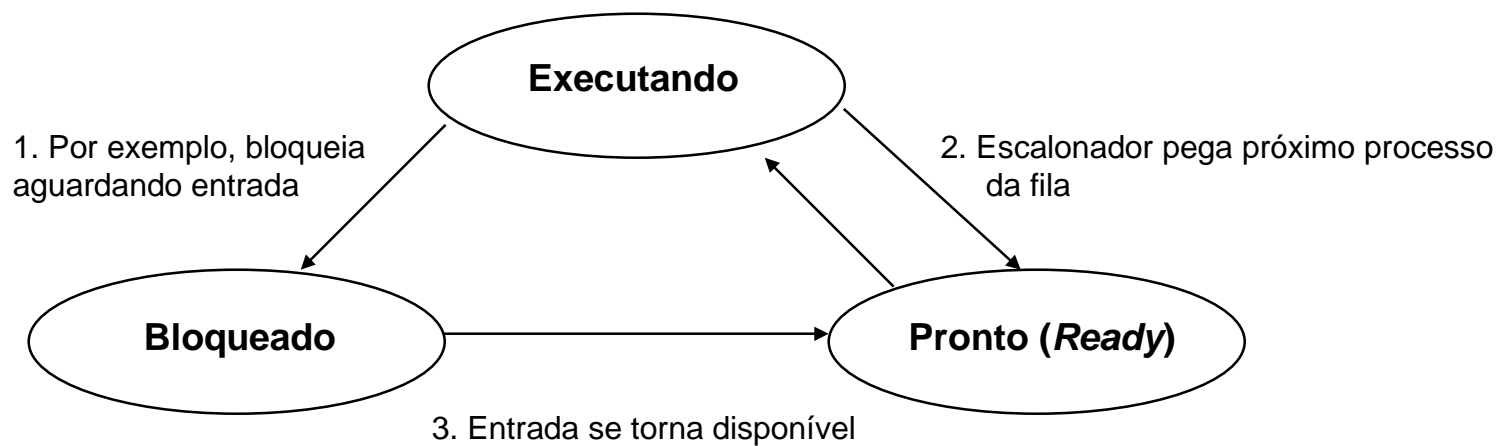 Executando
1. Por exemplo, bloqueia
aguardando entrada
2. Escalonador pega próximo processo
da fila
Bloqueado
Pronto (Ready)
3. Entrada se torna disponível